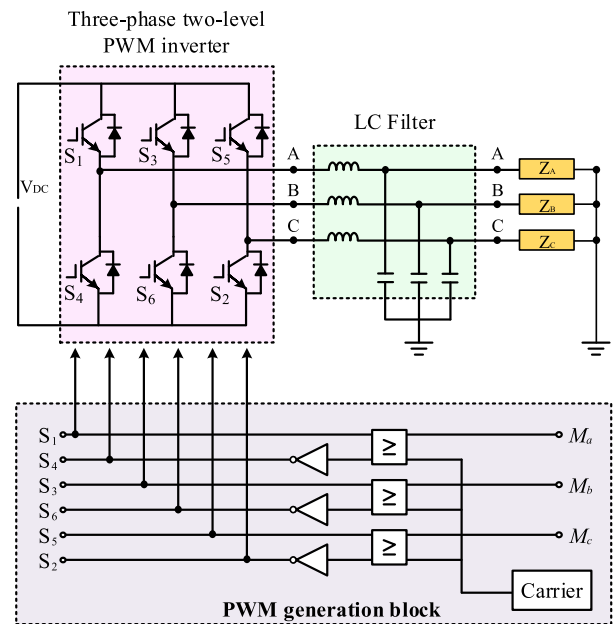 Three-phase two-level
PWM inverter
LC Filter
S1 S3 S5
A A ZA
VDC
B B ZB
C C ZC
S4 S6 S2
S1 ≥ Ma
S4
S3 ≥ Mb
S6
S5 ≥ Mc
S2
Carrier
PWM generation block